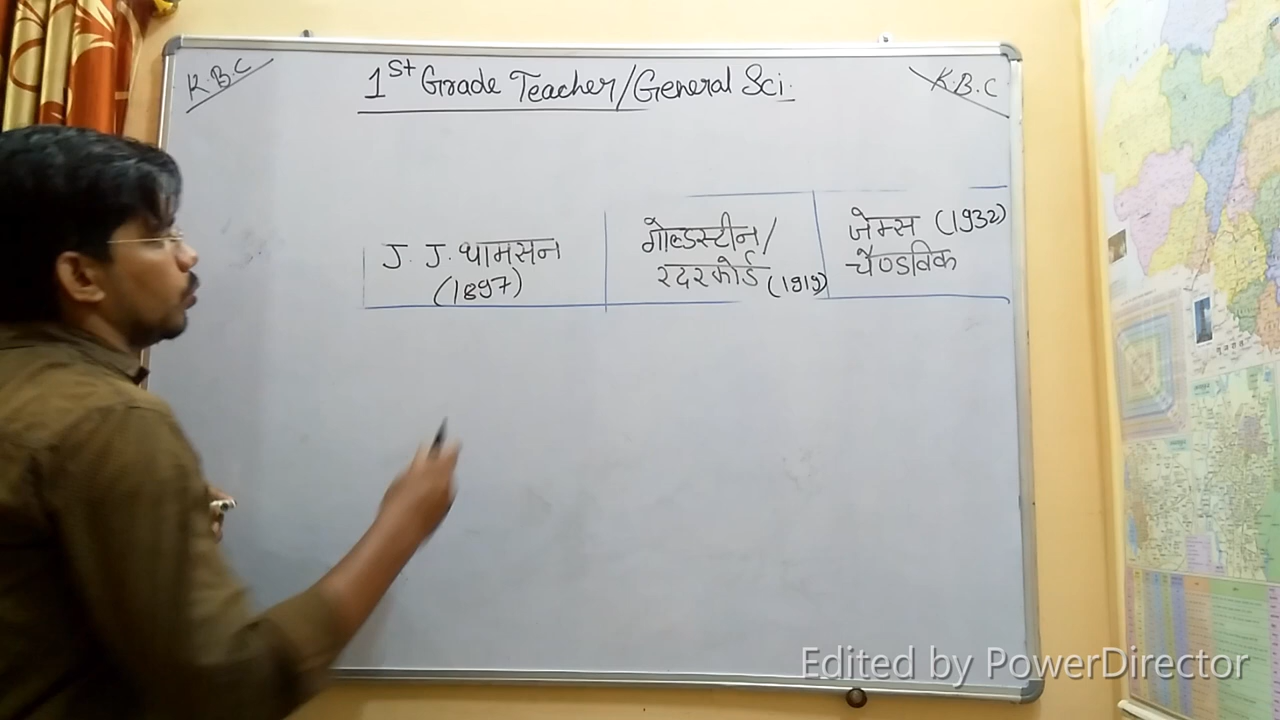 K.B.C
1st Grade Teacher/General Sci.
K.B.C
J. J. थामसन
(1897)
गोल्डस्टीन/
रदरफोर्ड (1919)
जेम्स (1932)
चैण्डविक
Edited by PowerDirector